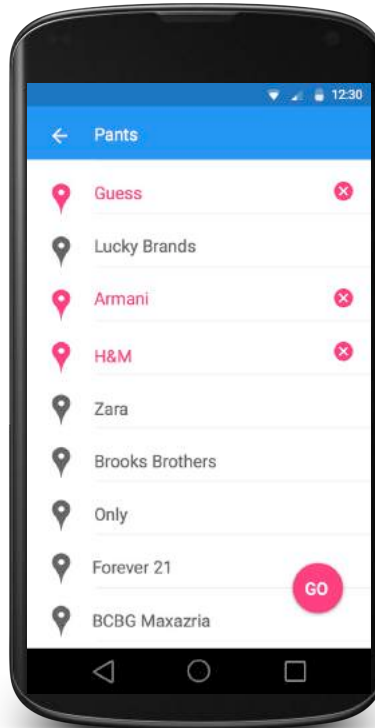 12:30
Pants
Guess
Lucky Brands
Armani
H&M
Zara
Brooks Brothers
Only
Forever 21
GO
BCBG Maxazria